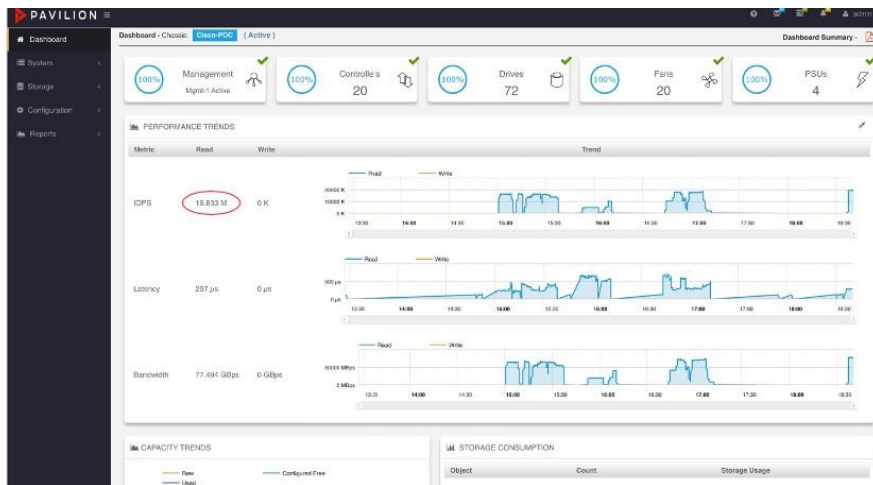 PAVILION
admin
Dashboard
Dashboard - Chassis: Cisco-POC (Active)
Dashboard Summary -
System
Storage
Configuration
Reports
100% Management
Mgmt-1 Active
100% Controllers
20
100% Drives
72
100% Fans
20
100% PSUs
4
PERFORMANCE TRENDS
Metric Read Write Trend
Read Write
IOPS 19.833 M 0 K
20000 K
10000 K
0 K
13:30 14:00 14:30 15:00 15:30 16:00 16:30 17:00 17:30 18:00 18:30
Read Write
Latency 297 µs 0 µs
500 µs
0 µs
13:30 14:00 14:30 15:00 15:30 16:00 16:30 17:00 17:30 18:00 18:30
Read Write
Bandwidth 77.494 GBps 0 GBps
50000 MBps
0 MBps
13:30 14:00 14:30 15:00 15:30 16:00 16:30 17:00 17:30 18:00 18:30
CAPACITY TRENDS
Raw Configured Free
Used
STORAGE CONSUMPTION
Object Count Storage Usage